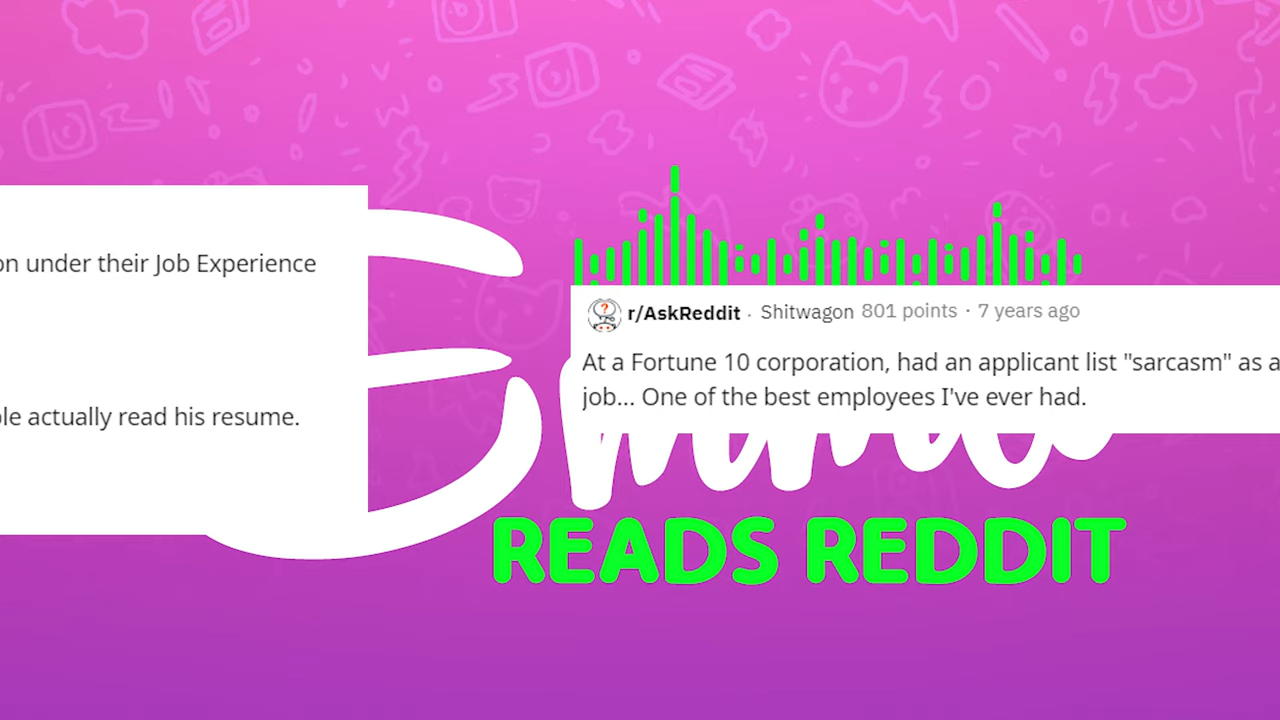 on under their Job Experience
r/AskReddit · Shitwagon 801 points · 7 years ago
At a Fortune 10 corporation, had an applicant list "sarcasm" as a
job... One of the best employees I've ever had.
actually read his resume.
READS REDDIT